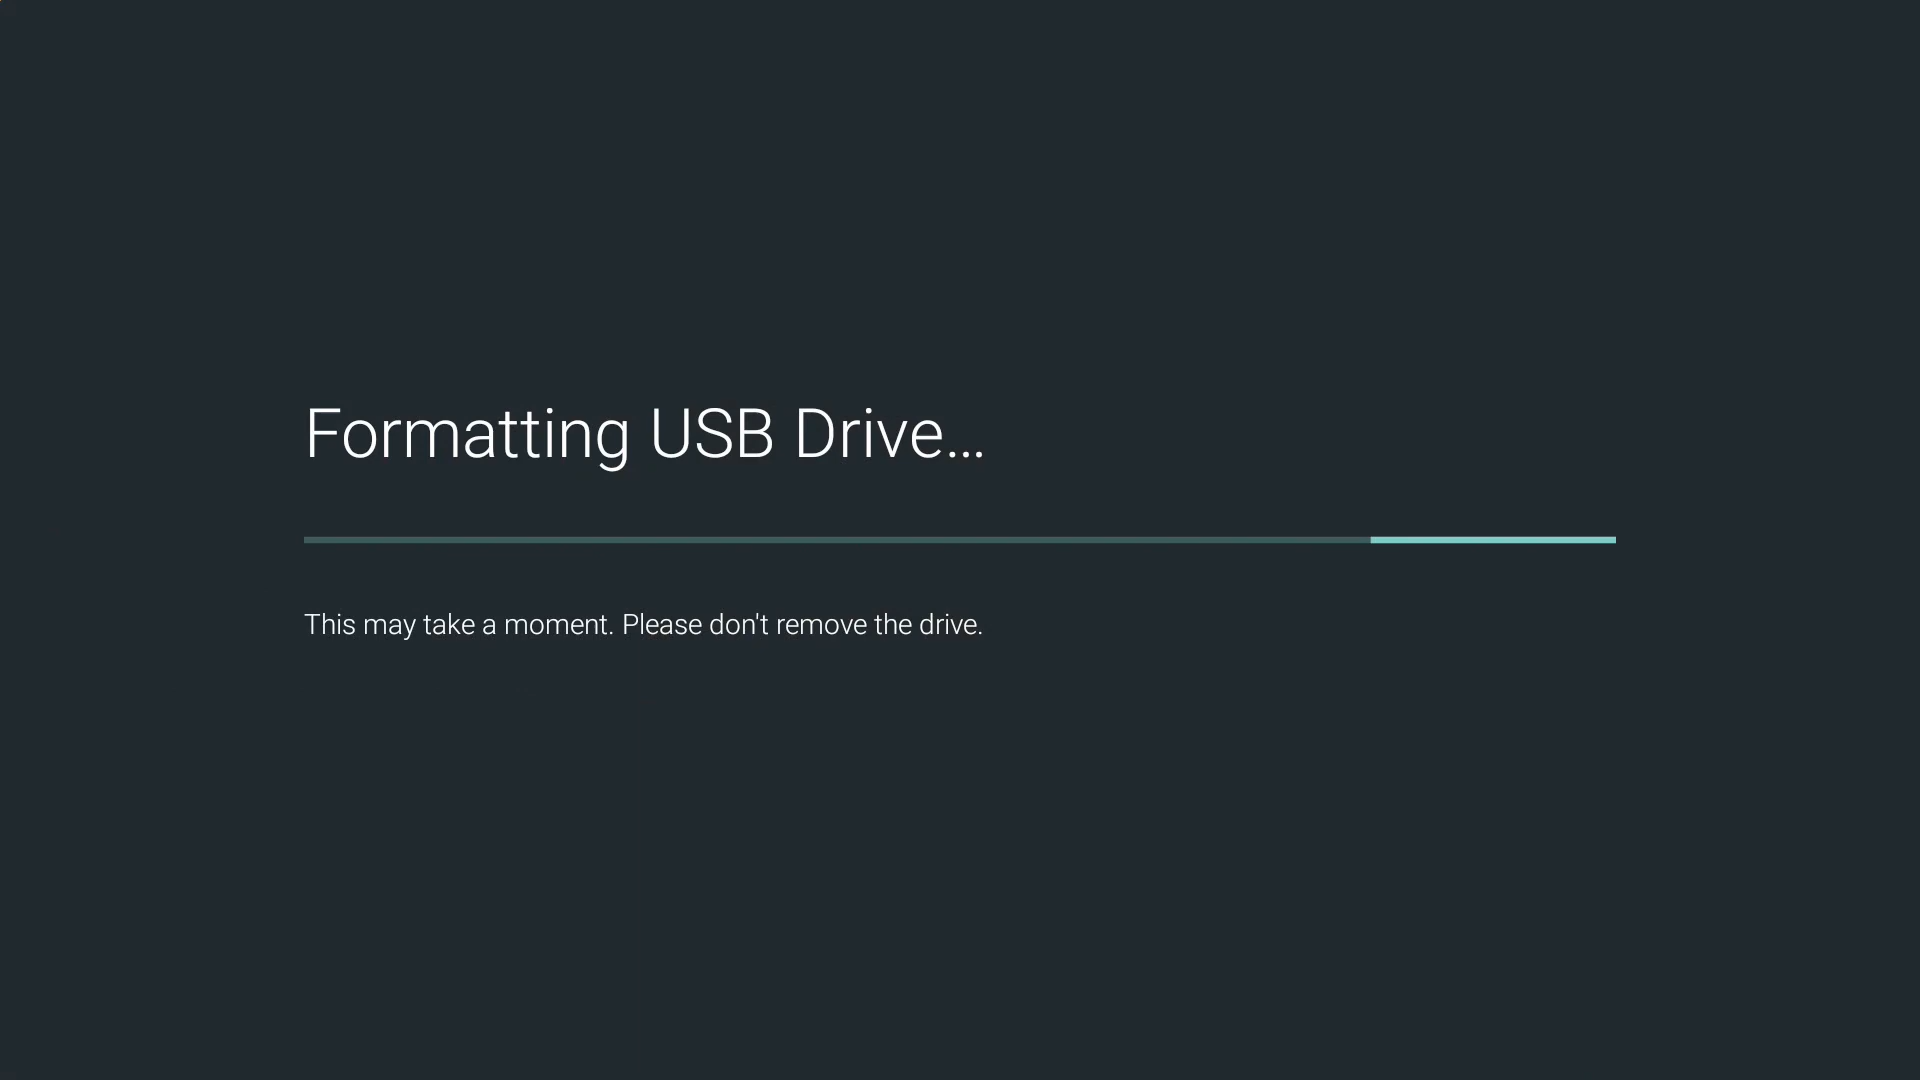 Formatting USB Drive…
This may take a moment. Please don't remove the drive.